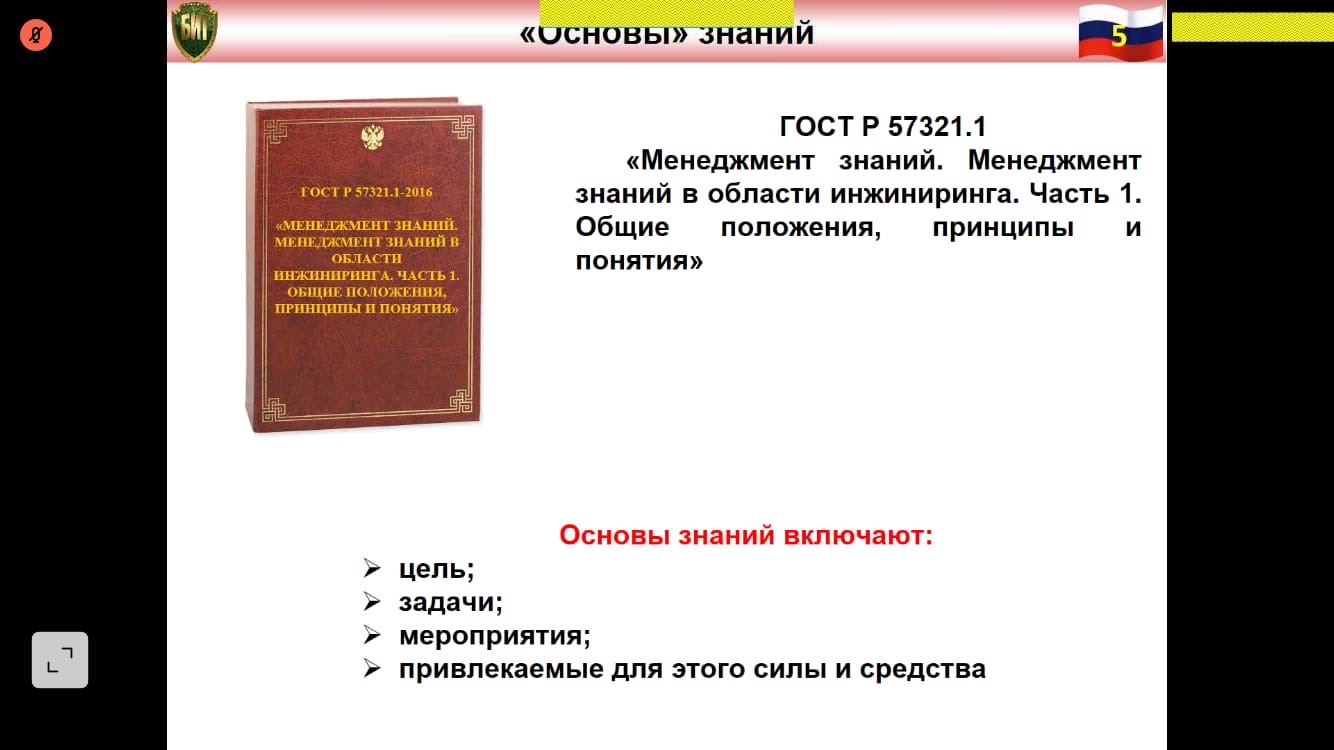 БИТ
«Основы» знаний
5
ГОСТ Р 57321.1-2016
«МЕНЕДЖМЕНТ ЗНАНИЙ.
МЕНЕДЖМЕНТ ЗНАНИЙ В
ОБЛАСТИ
ИНЖИНИРИНГА. ЧАСТЬ 1.
ОБЩИЕ ПОЛОЖЕНИЯ,
ПРИНЦИПЫ И ПОНЯТИЯ»
ГОСТ Р 57321.1
«Менеджмент знаний. Менеджмент
знаний в области инжиниринга. Часть 1.
Общие положения, принципы и
понятия»
Основы знаний включают:
цель;
задачи;
мероприятия;
привлекаемые для этого силы и средства